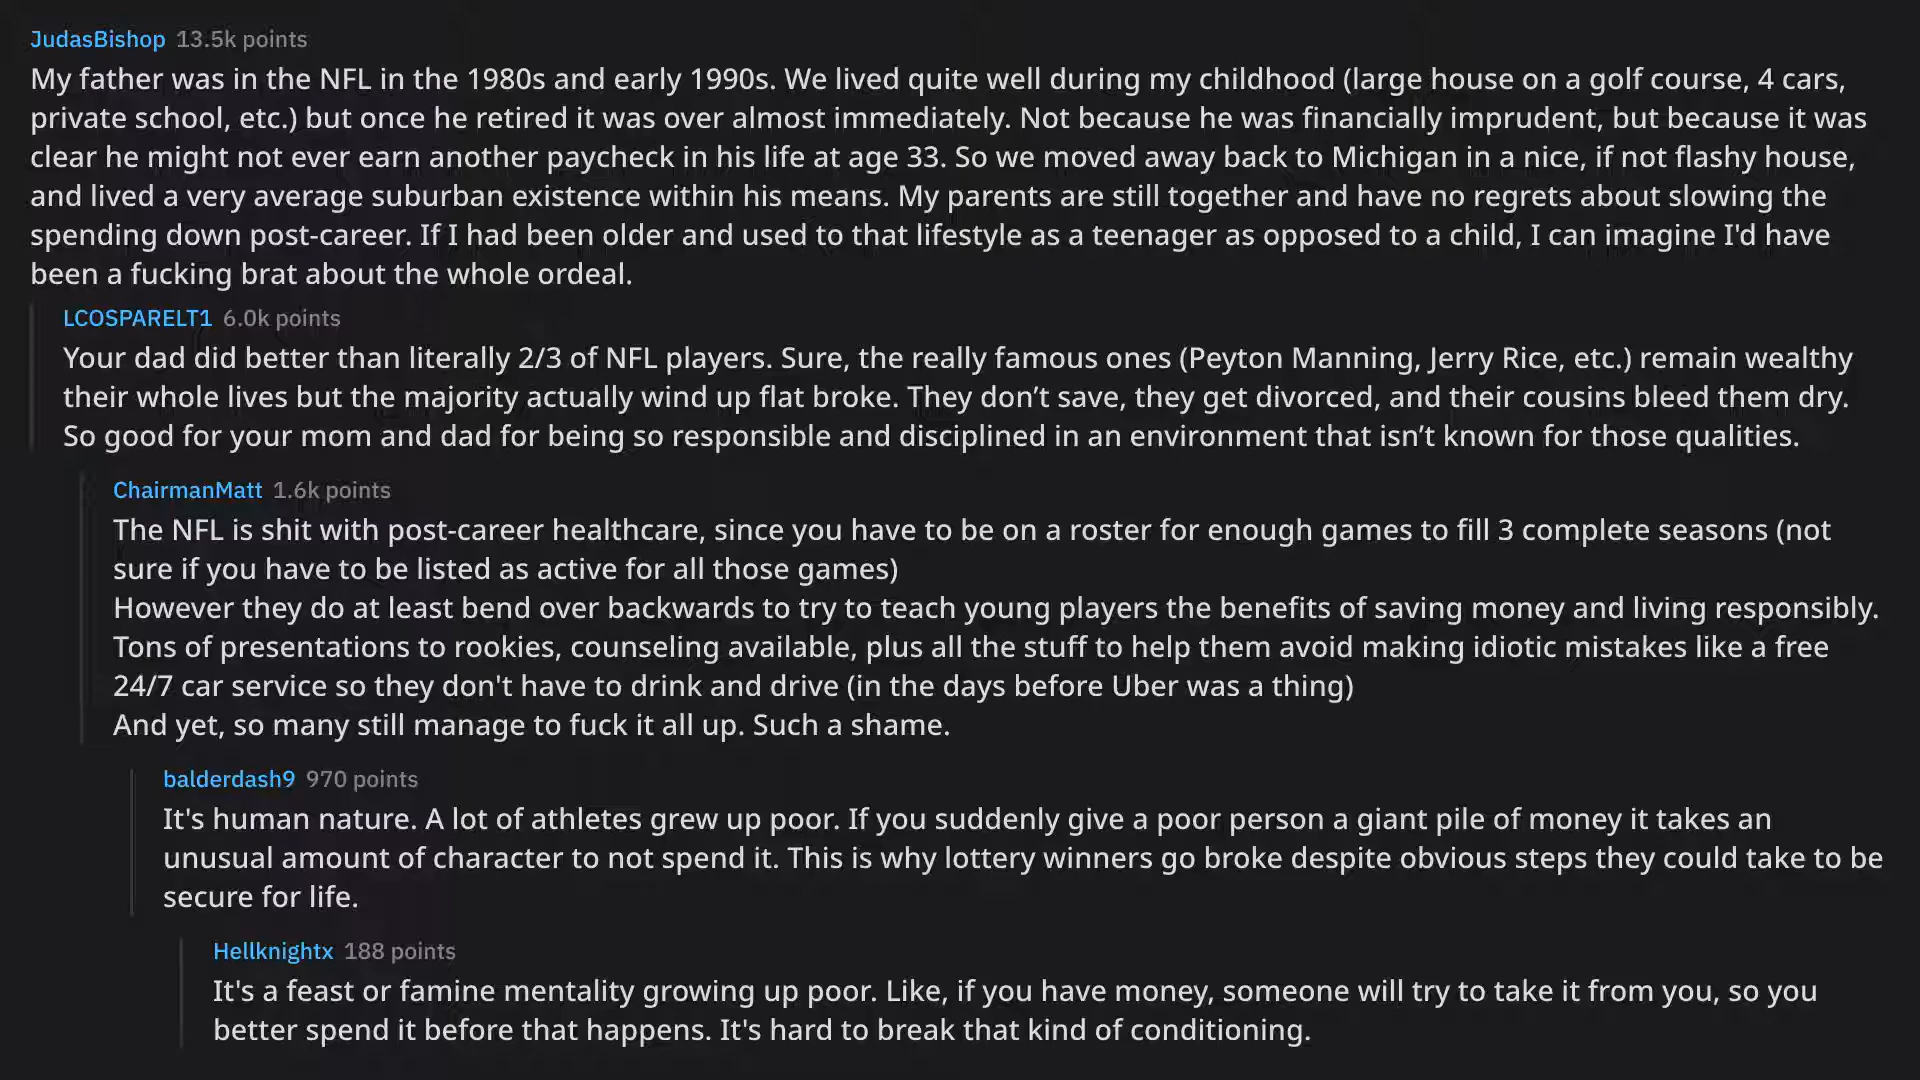 JudasBishop 13.5k points
My father was in the NFL in the 1980s and early 1990s. We lived quite well during my childhood (large house on a golf course, 4 cars,
private school, etc.) but once he retired it was over almost immediately. Not because he was financially imprudent, but because it was
clear he might not ever earn another paycheck in his life at age 33. So we moved away back to Michigan in a nice, if not flashy house,
and lived a very average suburban existence within his means. My parents are still together and have no regrets about slowing the
spending down post-career. If I had been older and used to that lifestyle as a teenager as opposed to a child, I can imagine I'd have
been a fucking brat about the whole ordeal.
LCOSPARELT1 6.0k points
Your dad did better than literally 2/3 of NFL players. Sure, the really famous ones (Peyton Manning, Jerry Rice, etc.) remain wealthy
their whole lives but the majority actually wind up flat broke. They don’t save, they get divorced, and their cousins bleed them dry.
So good for your mom and dad for being so responsible and disciplined in an environment that isn’t known for those qualities.
ChairmanMatt 1.6k points
The NFL is shit with post-career healthcare, since you have to be on a roster for enough games to fill 3 complete seasons (not
sure if you have to be listed as active for all those games)
However they do at least bend over backwards to try to teach young players the benefits of saving money and living responsibly.
Tons of presentations to rookies, counseling available, plus all the stuff to help them avoid making idiotic mistakes like a free
24/7 car service so they don't have to drink and drive (in the days before Uber was a thing)
And yet, so many still manage to fuck it all up. Such a shame.
balderdash9 970 points
It's human nature. A lot of athletes grew up poor. If you suddenly give a poor person a giant pile of money it takes an
unusual amount of character to not spend it. This is why lottery winners go broke despite obvious steps they could take to be
secure for life.
Hellknightx 188 points
It's a feast or famine mentality growing up poor. Like, if you have money, someone will try to take it from you, so you
better spend it before that happens. It's hard to break that kind of conditioning.